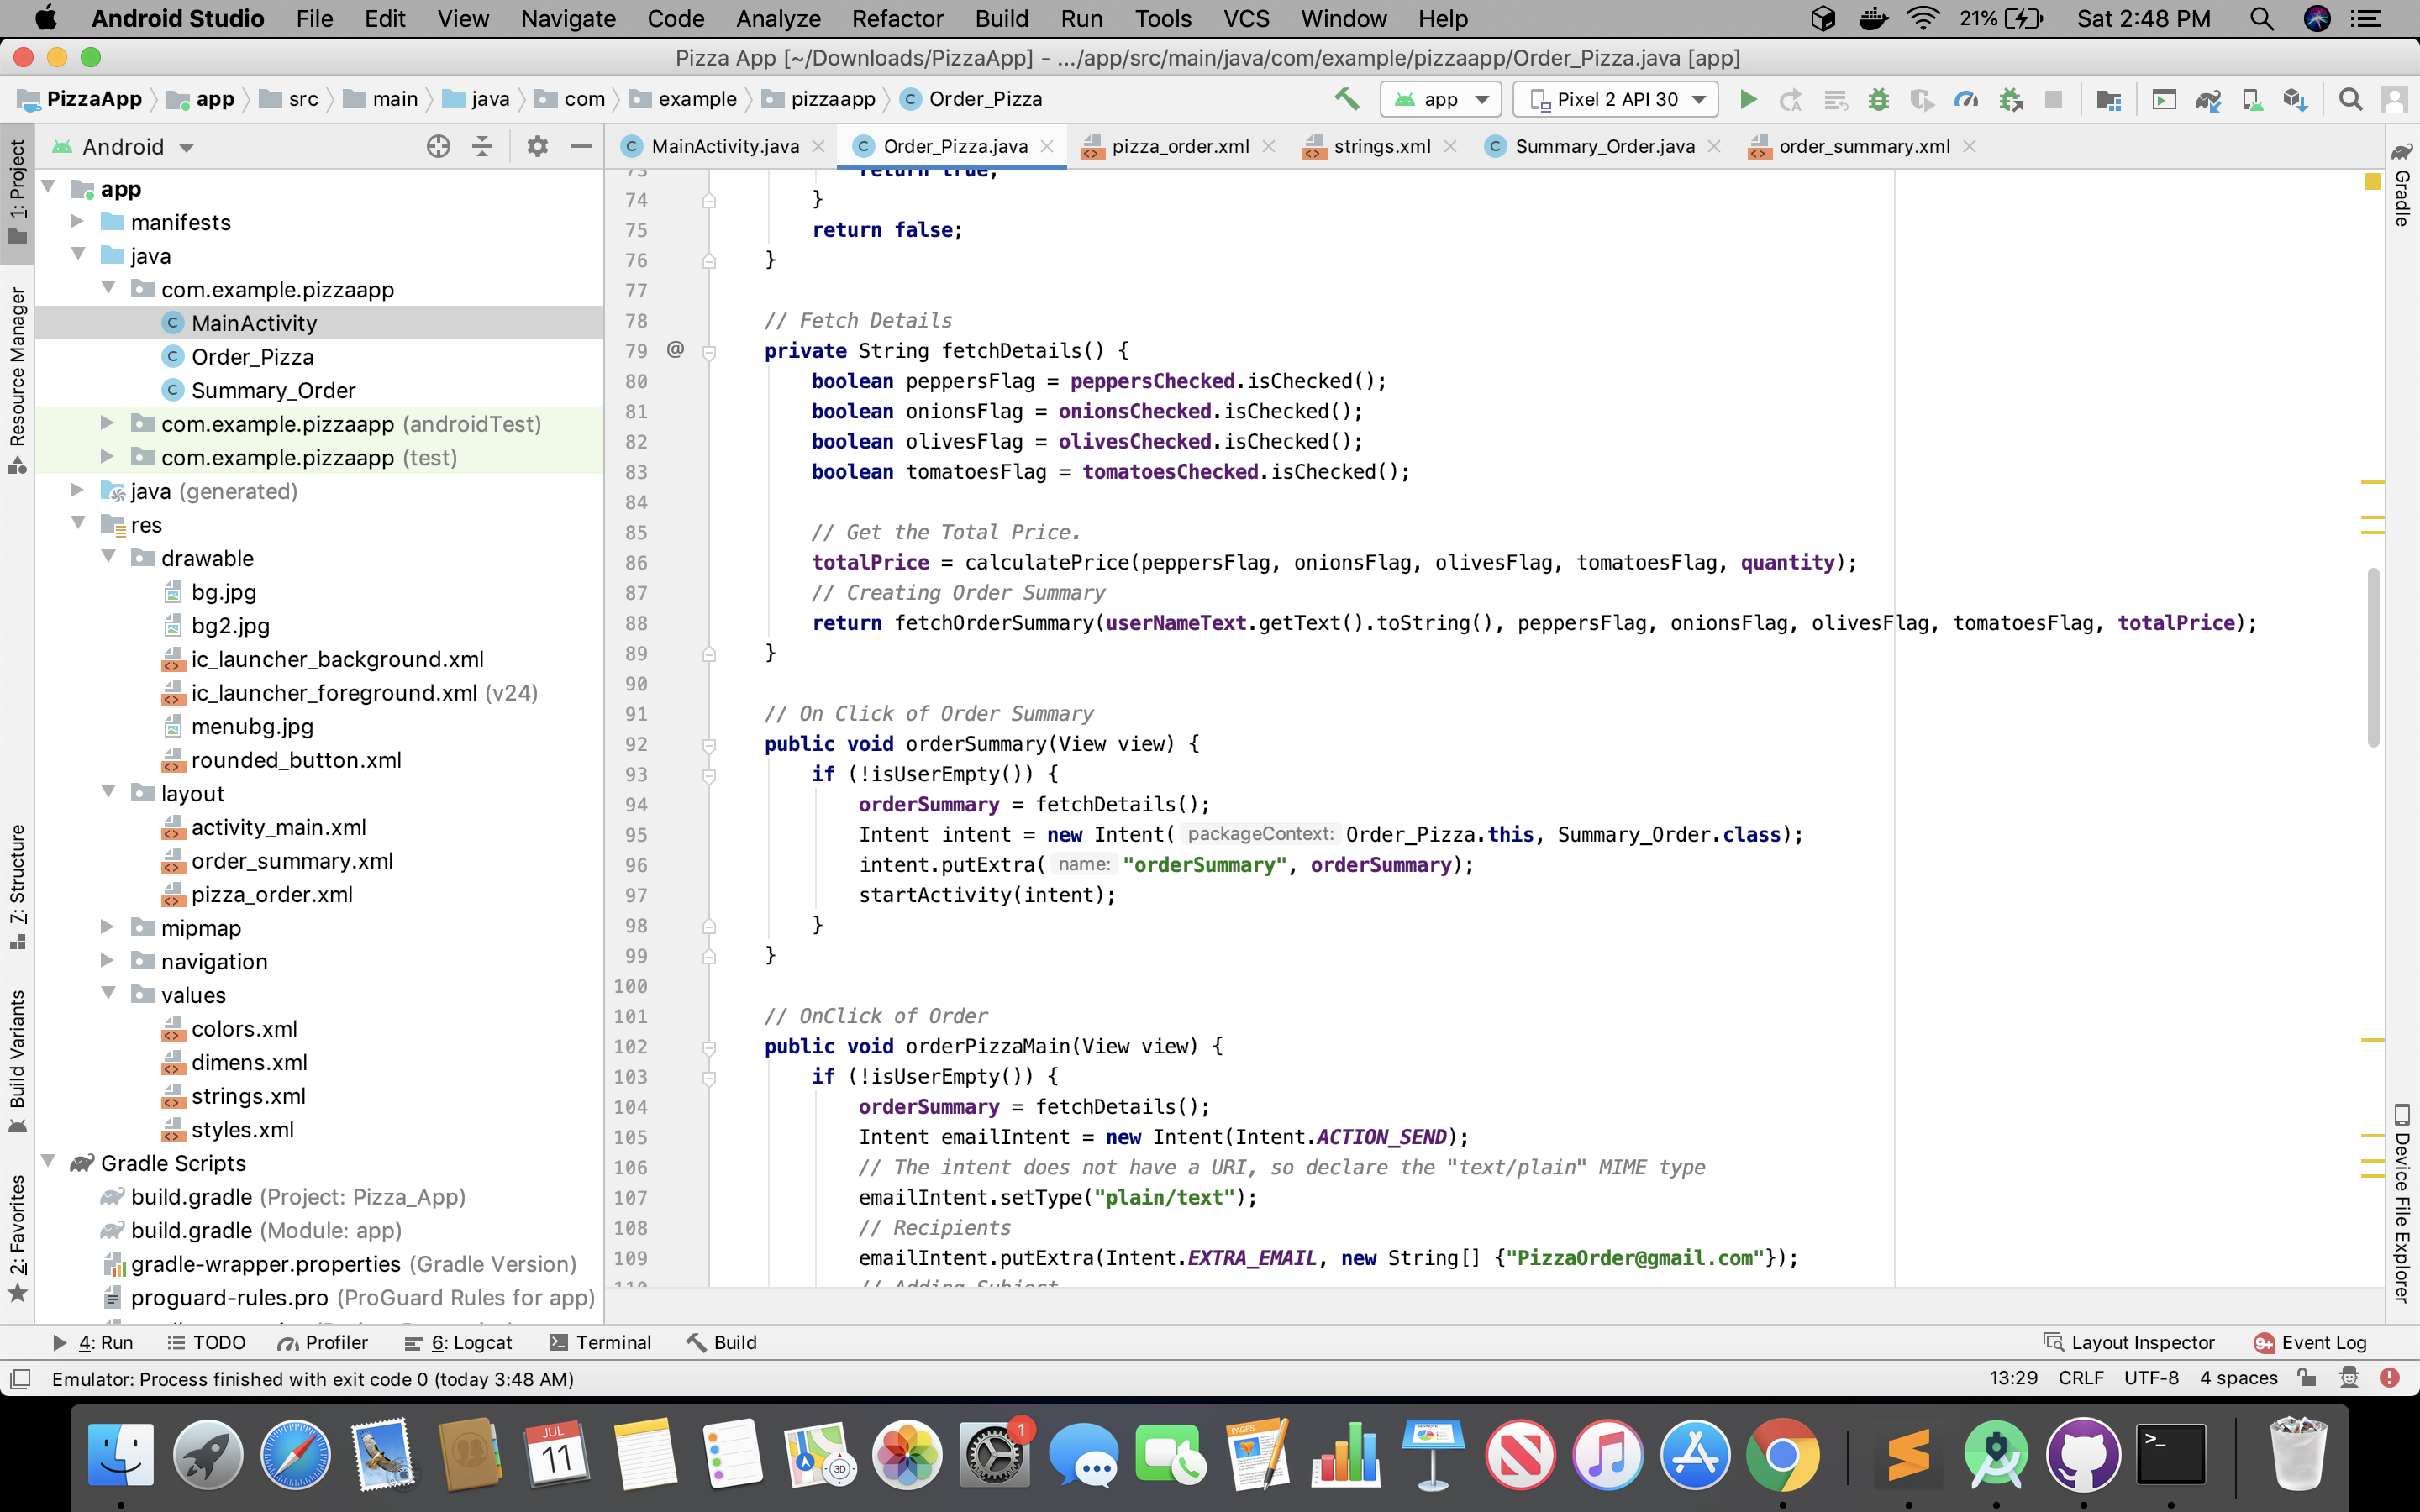 Android Studio File Edit View Navigate Code Analyze Refactor Build Run Tools VCS Window Help 21% Sat 2:48 PM
Pizza App [~/Downloads/PizzaApp] - .../app/src/main/java/com/example/pizzaapp/Order_Pizza.java [app]
PizzaApp app src main java com example pizzaapp Order_Pizza app Pixel 2 API 30
Android
MainActivity.java Order_Pizza.java pizza_order.xml strings.xml Summary_Order.java order_summary.xml
1: Project
Resource Manager
7: Structure
Build Variants
2: Favorites
app
manifests
java
com.example.pizzaapp
MainActivity
Order_Pizza
Summary_Order
com.example.pizzaapp (androidTest)
com.example.pizzaapp (test)
java (generated)
res
drawable
bg.jpg
bg2.jpg
ic_launcher_background.xml
ic_launcher_foreground.xml (v24)
menubg.jpg
rounded_button.xml
layout
activity_main.xml
order_summary.xml
pizza_order.xml
mipmap
navigation
values
colors.xml
dimens.xml
strings.xml
styles.xml
Gradle Scripts
build.gradle (Project: Pizza_App)
build.gradle (Module: app)
gradle-wrapper.properties (Gradle Version)
proguard-rules.pro (ProGuard Rules for app)
73 return true;
74 }
75 return false;
76 }
77
78 // Fetch Details
79 @ private String fetchDetails() {
80 boolean peppersFlag = peppersChecked.isChecked();
81 boolean onionsFlag = onionsChecked.isChecked();
82 boolean olivesFlag = olivesChecked.isChecked();
83 boolean tomatoesFlag = tomatoesChecked.isChecked();
84
85 // Get the Total Price.
86 totalPrice = calculatePrice(peppersFlag, onionsFlag, olivesFlag, tomatoesFlag, quantity);
87 // Creating Order Summary
88 return fetchOrderSummary(userNameText.getText().toString(), peppersFlag, onionsFlag, olivesFlag, tomatoesFlag, totalPrice);
89 }
90
91 // On Click of Order Summary
92 public void orderSummary(View view) {
93 if (!isUserEmpty()) {
94 orderSummary = fetchDetails();
95 Intent intent = new Intent( packageContext: Order_Pizza.this, Summary_Order.class);
96 intent.putExtra( name: "orderSummary", orderSummary);
97 startActivity(intent);
98 }
99 }
100
101 // OnClick of Order
102 public void orderPizzaMain(View view) {
103 if (!isUserEmpty()) {
104 orderSummary = fetchDetails();
105 Intent emailIntent = new Intent(Intent.ACTION_SEND);
106 // The intent does not have a URI, so declare the "text/plain" MIME type
107 emailIntent.setType("plain/text");
108 // Recipients
109 emailIntent.putExtra(Intent.EXTRA_EMAIL, new String[] {"PizzaOrder@gmail.com"});
110 // Adding Subject
Gradle
Device File Explorer
4: Run TODO Profiler 6: Logcat Terminal Build Layout Inspector 9+ Event Log
Emulator: Process finished with exit code 0 (today 3:48 AM) 13:29 CRLF UTF-8 4 spaces
JUL
11
3D
1
PAGES
>_